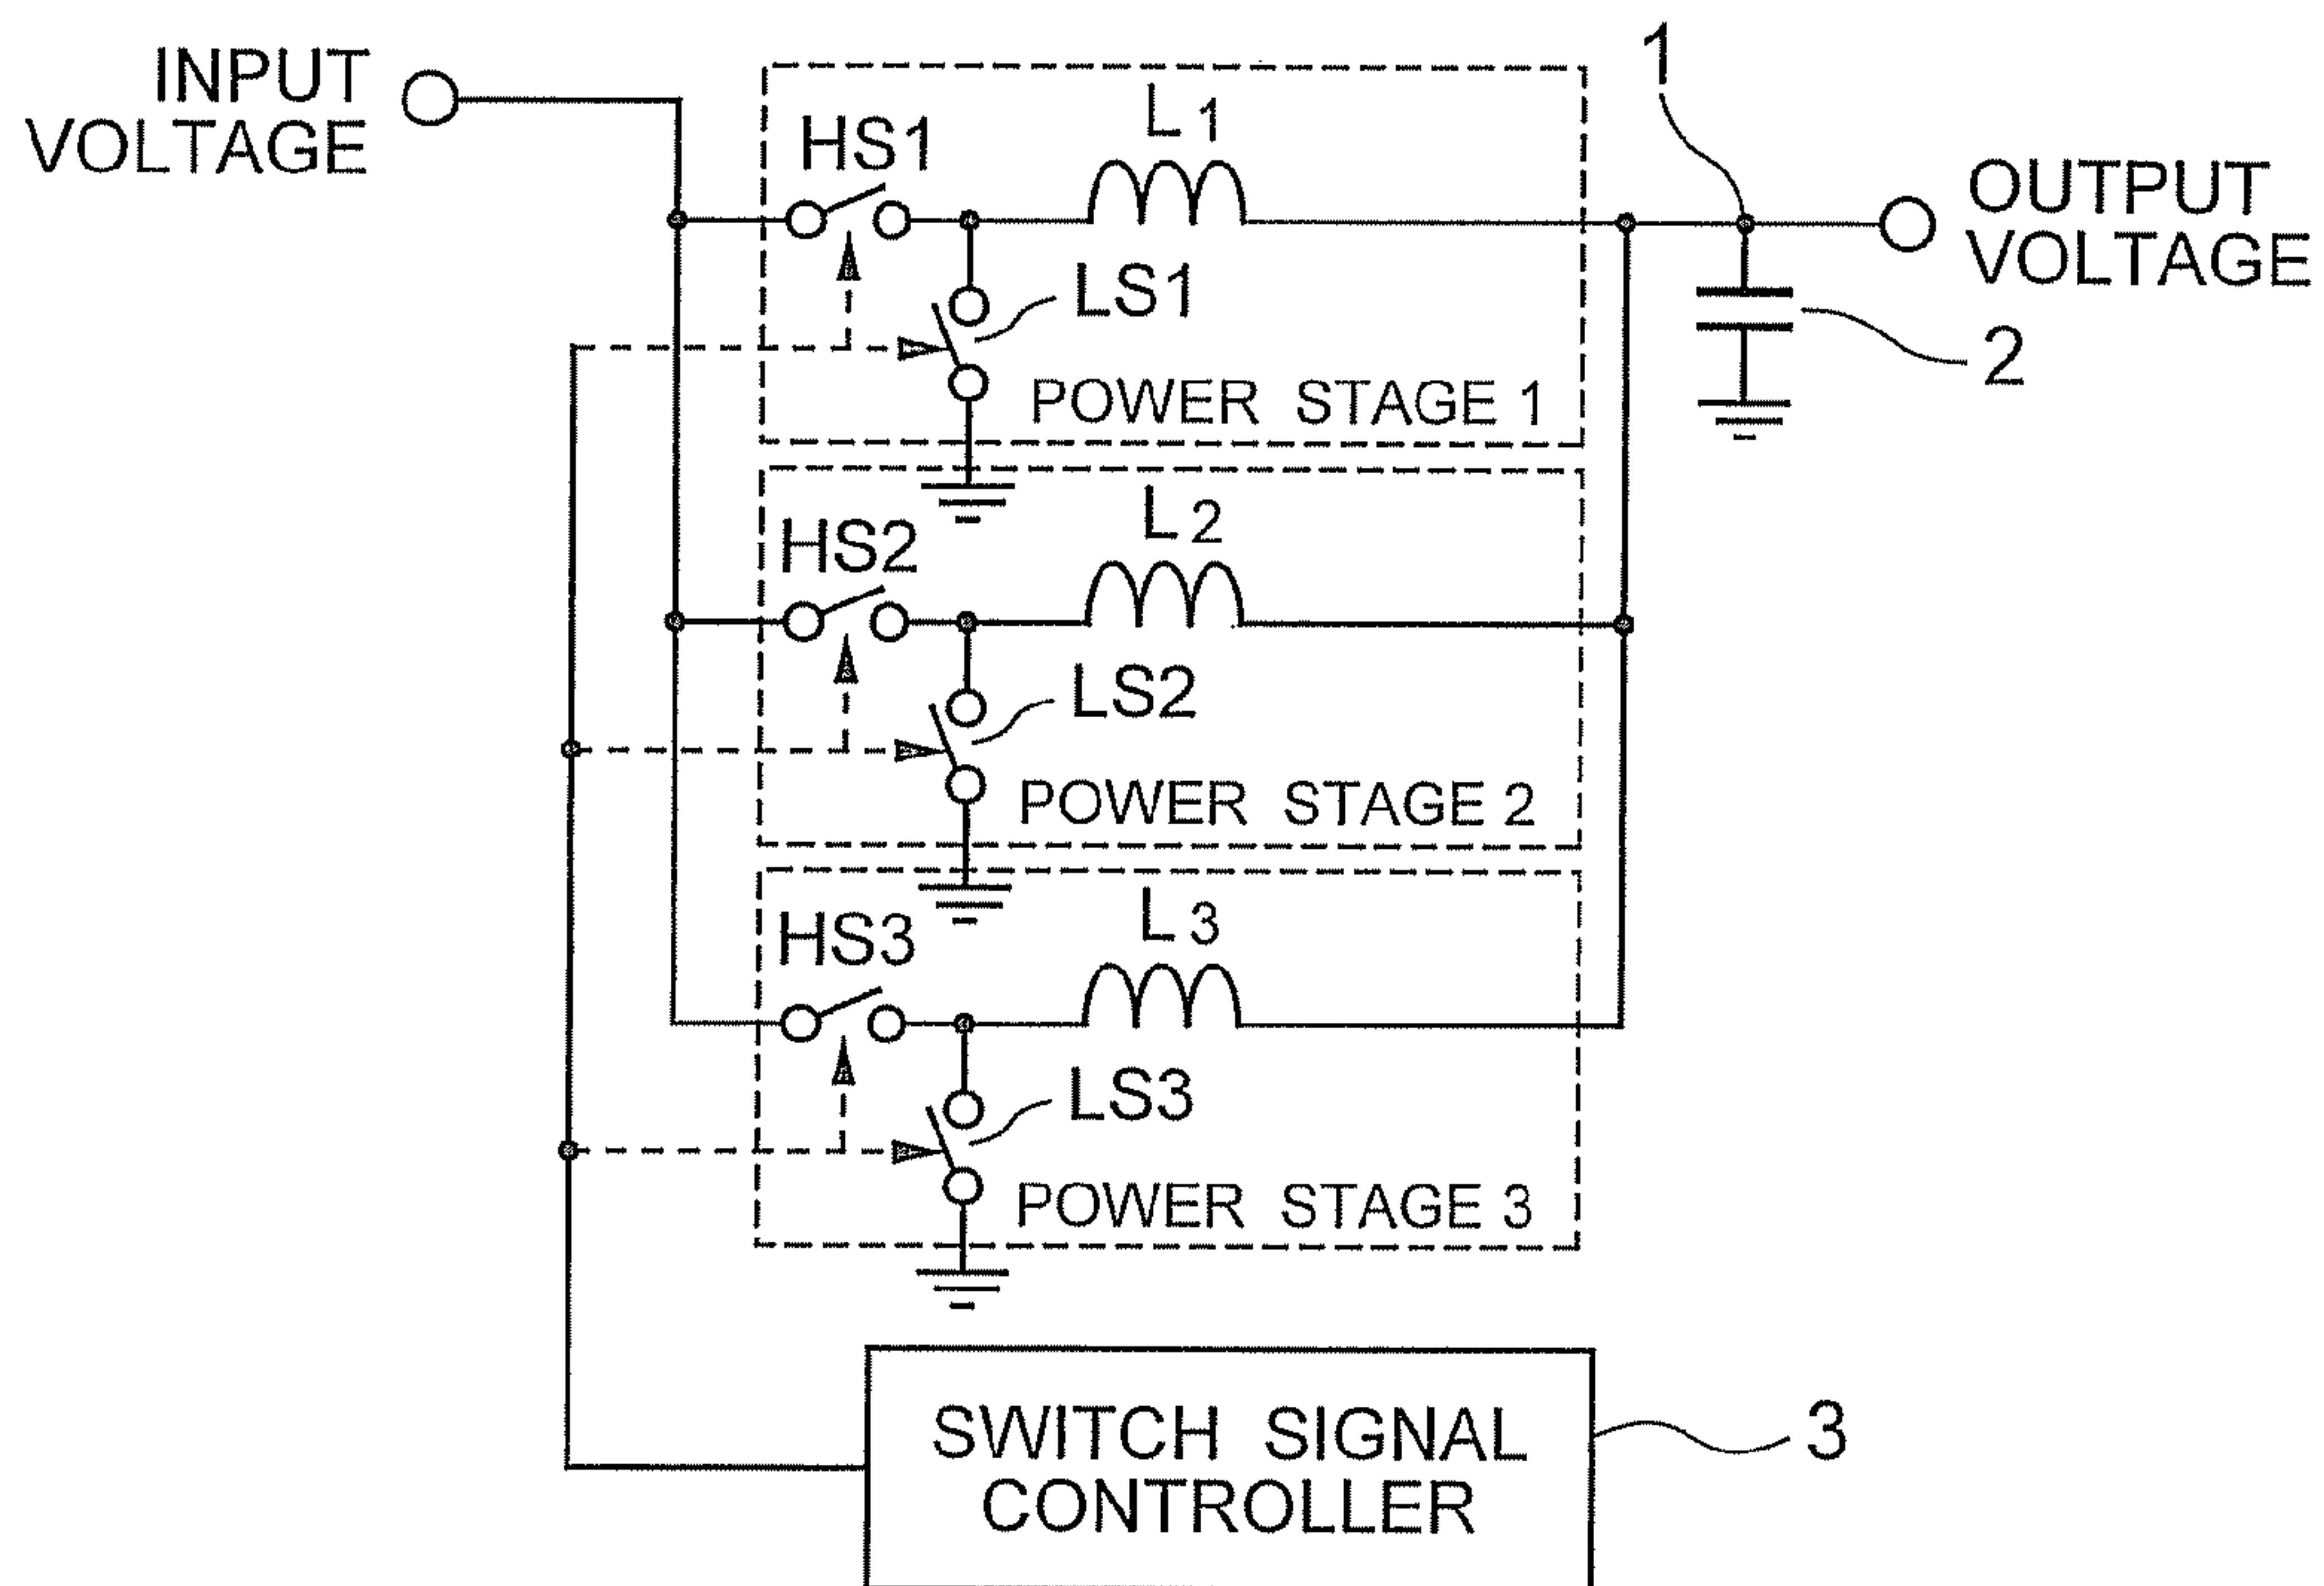 INPUT
VOLTAGE
HS1
L1
1
OUTPUT
VOLTAGE
LS1
2
POWER STAGE 1
HS2
L2
LS2
POWER STAGE 2
HS3
L3
LS3
POWER STAGE 3
SWITCH SIGNAL
CONTROLLER
3